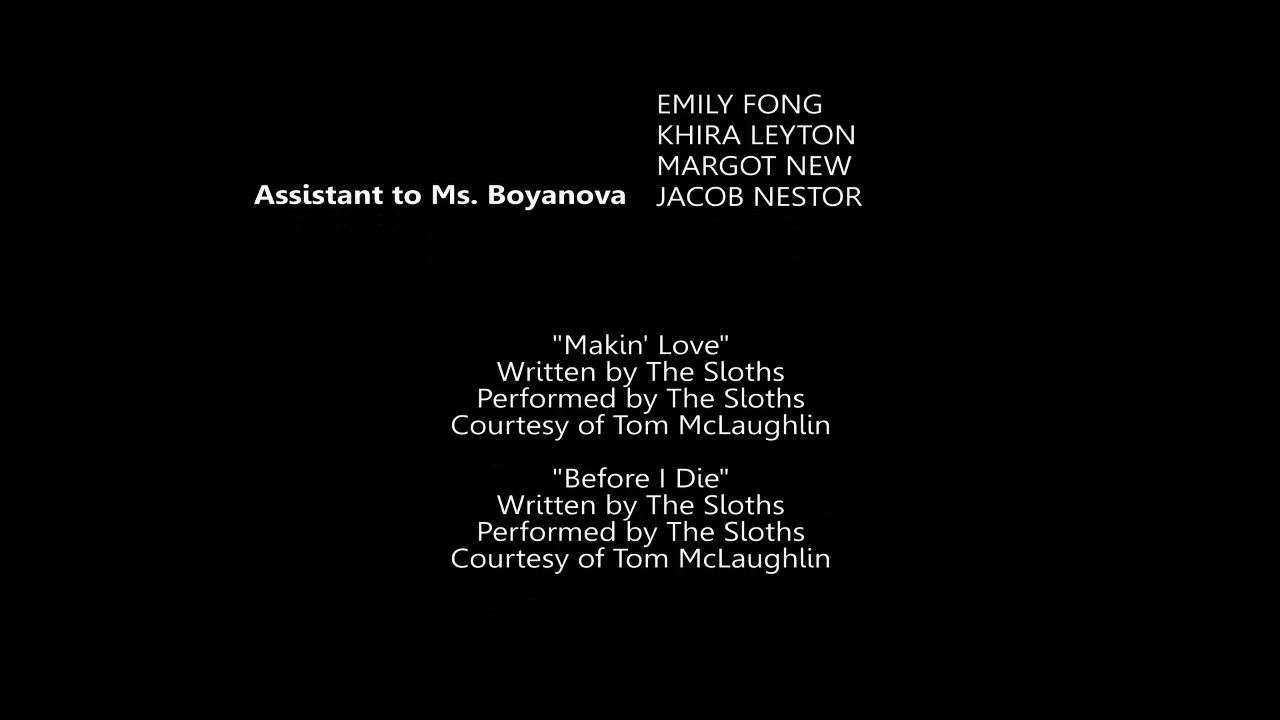 EMILY FONG
KHIRA LEYTON
MARGOT NEW
Assistant to Ms. Boyanova JACOB NESTOR
"Makin' Love"
Written by The Sloths
Performed by The Sloths
Courtesy of Tom McLaughlin
"Before I Die"
Written by The Sloths
Performed by The Sloths
Courtesy of Tom McLaughlin